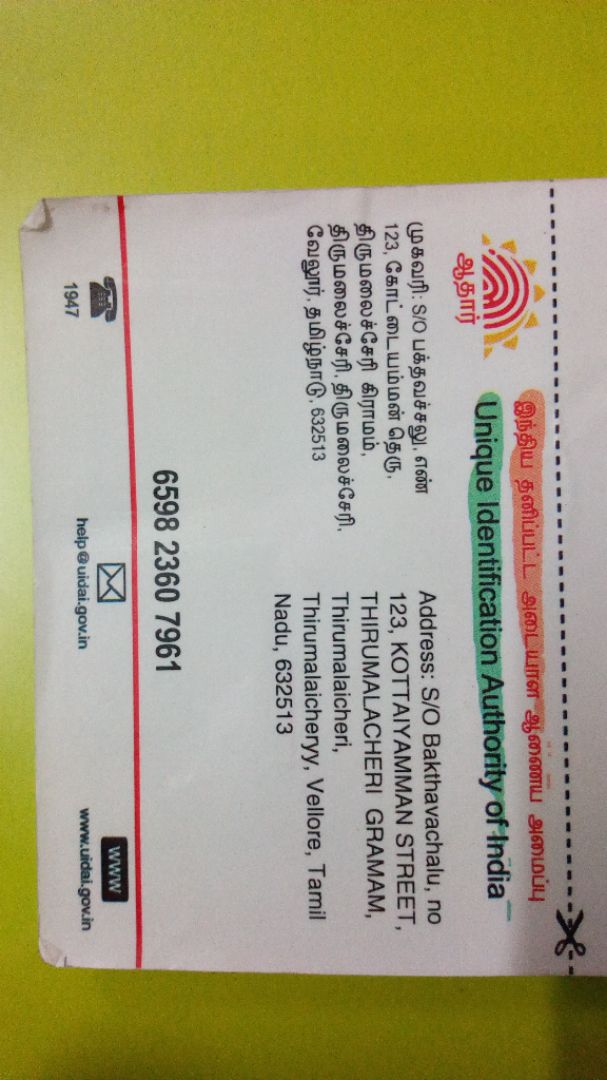 இந்திய தனிப்பட்ட அடையாள ஆணைய அமைப்பு
Unique Identification Authority of India
ஆதார்
முகவரி: S/O பக்தவச்சலு, எண்
123, கோட்டையம்மன் தெரு,
திருமலைச்சேரி கிராமம்,
திருமலைச்சேரி, திருமலைச்சேரி,
வேலூர், தமிழ்நாடு, 632513
Address: S/O Bakthavachalu, no
123, KOTTAIYAMMAN STREET,
THIRUMALACHERI GRAMAM,
Thirumalaicheri,
Thirumalaicheryy, Vellore, Tamil
Nadu, 632513
6598 2360 7961
1947
help@uidai.gov.in
www
www.uidai.gov.in